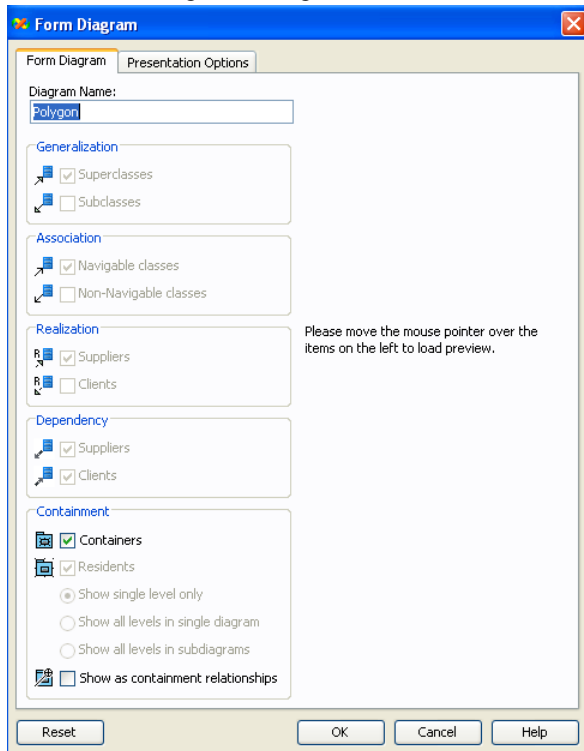 Form Diagram
Form Diagram
Presentation Options
Diagram Name:
Polygon
Generalization
Superclasses
Subclasses
Association
Navigable classes
Non-Navigable classes
Realization
R Suppliers
R Clients
Please move the mouse pointer over the
items on the left to load preview.
Dependency
Suppliers
Clients
Containment
Containers
Residents
Show single level only
Show all levels in single diagram
Show all levels in subdiagrams
Show as containment relationships
Reset
OK
Cancel
Help